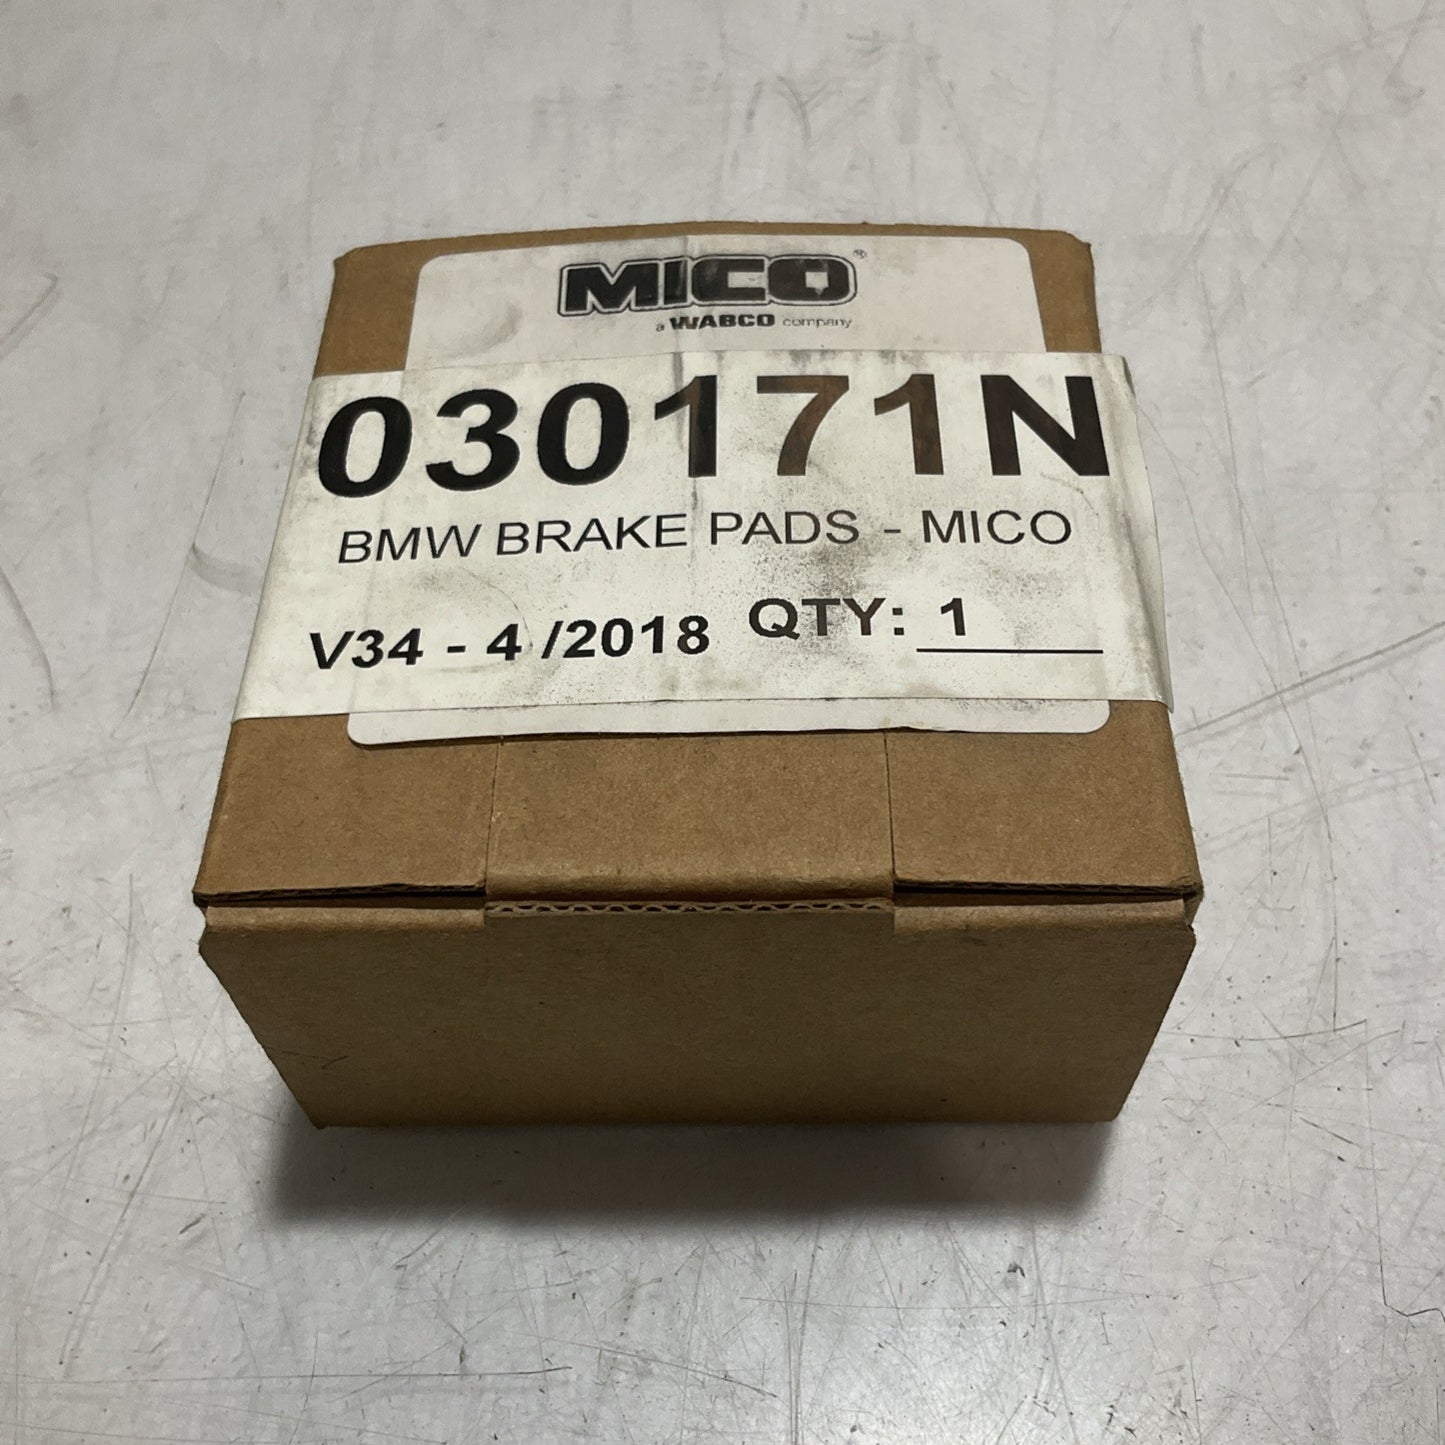 MICO®
a WABCO company
030171N
BMW BRAKE PADS - MICO
V34 - 4 /2018 QTY: 1